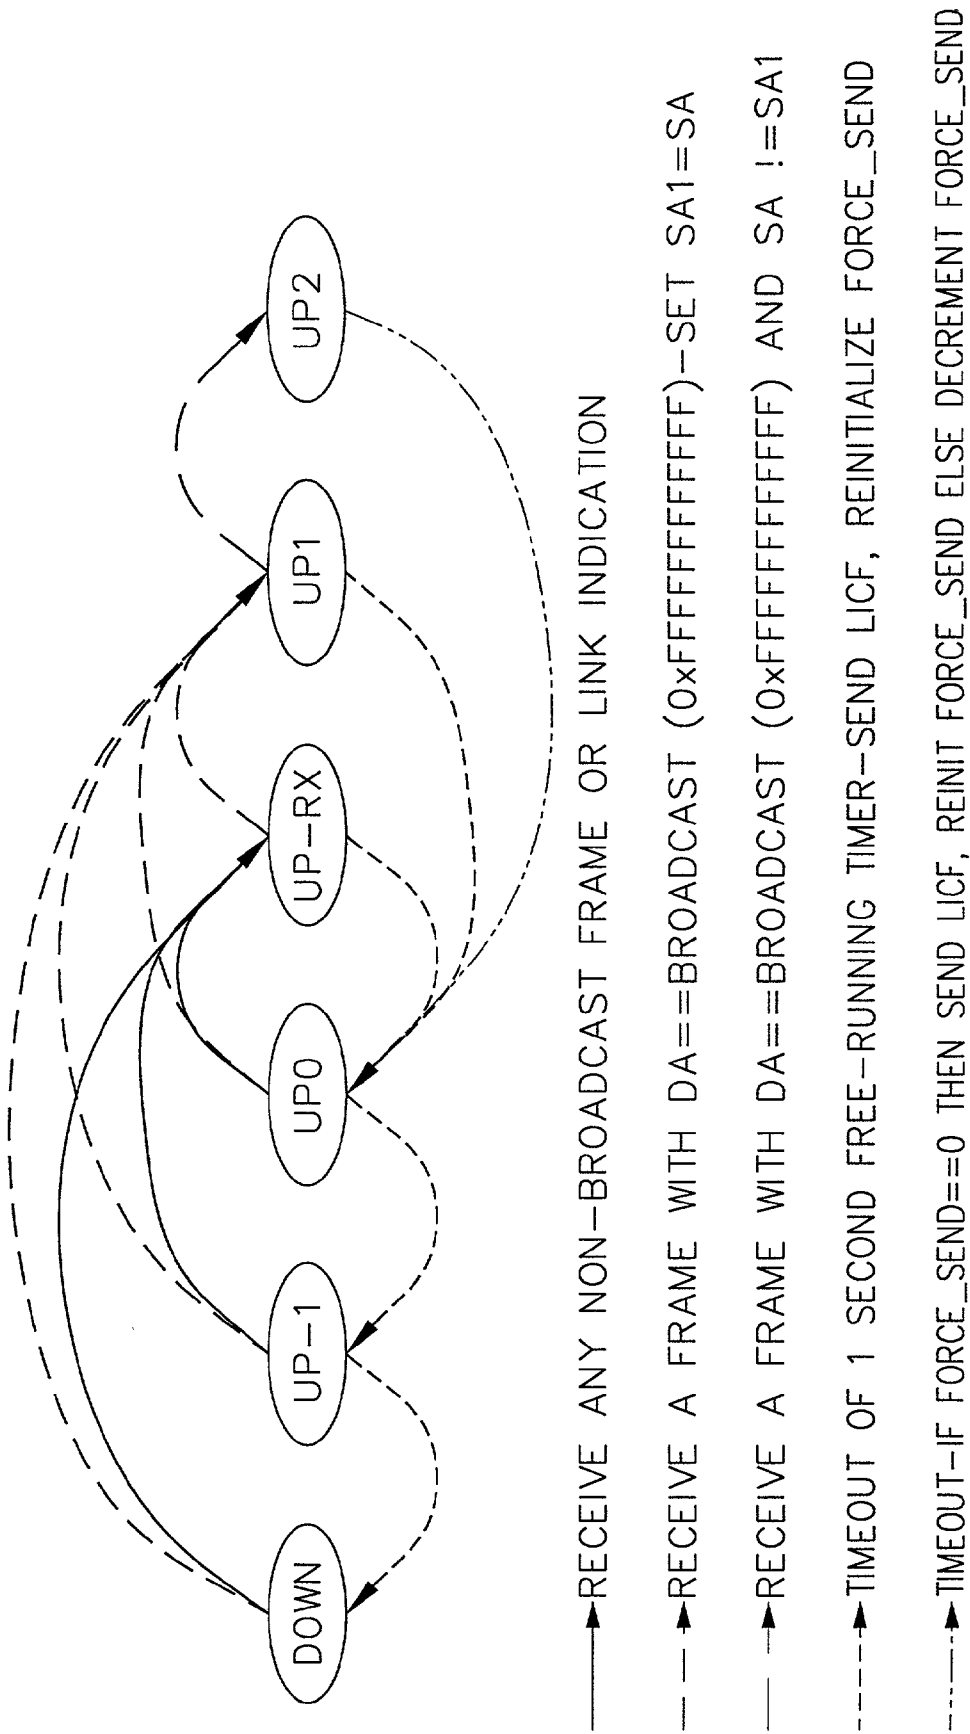 DOWN
UP-1
UP0
UP-RX
UP1
UP2
RECEIVE ANY NON-BROADCAST FRAME OR LINK INDICATION
RECEIVE A FRAME WITH DA==BROADCAST (0xFFFFFFFFFFFF)-SET SA1=SA
RECEIVE A FRAME WITH DA==BROADCAST (0xFFFFFFFFFFFF) AND SA !=SA1
TIMEOUT OF 1 SECOND FREE-RUNNING TIMER-SEND LICF, REINITIALIZE FORCE_SEND
TIMEOUT-IF FORCE_SEND==0 THEN SEND LICF, REINIT FORCE_SEND ELSE DECREMENT FORCE_SEND